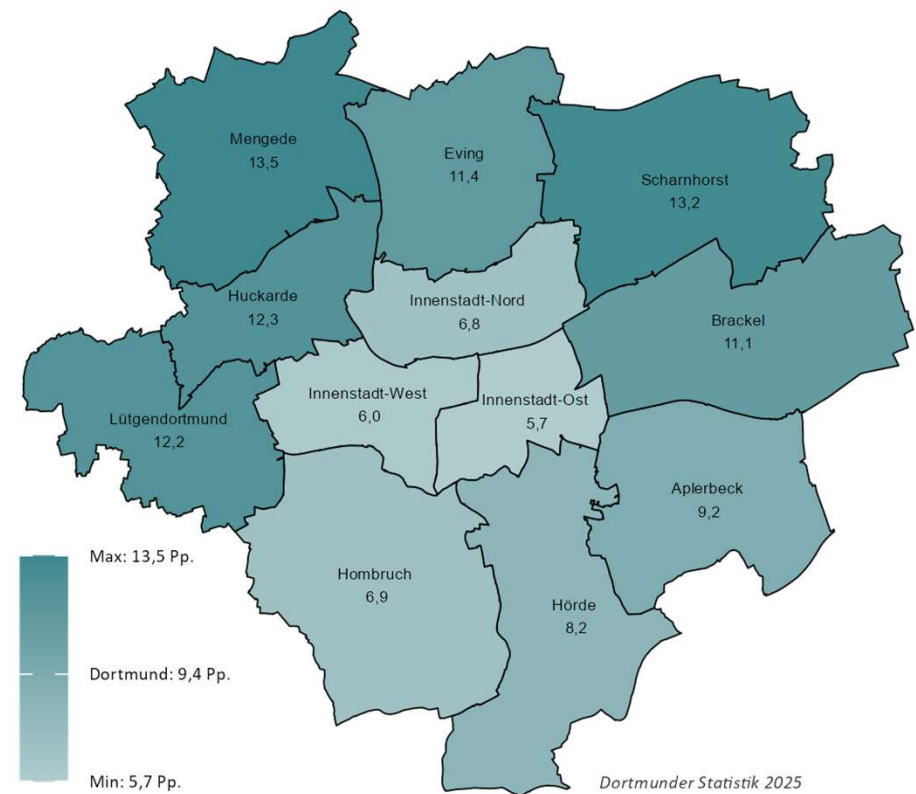 Mengede
13,5
Eving
11,4
Scharnhorst
13,2
Huckarde
12,3
Innenstadt-Nord
6,8
Brackel
11,1
Lütgendortmund
12,2
Innenstadt-West
6,0
Innenstadt-Ost
5,7
Aplerbeck
9,2
Hombruch
6,9
Hörde
8,2
Max: 13,5 Pp.
Dortmund: 9,4 Pp.
Min: 5,7 Pp.
Dortmunder Statistik 2025